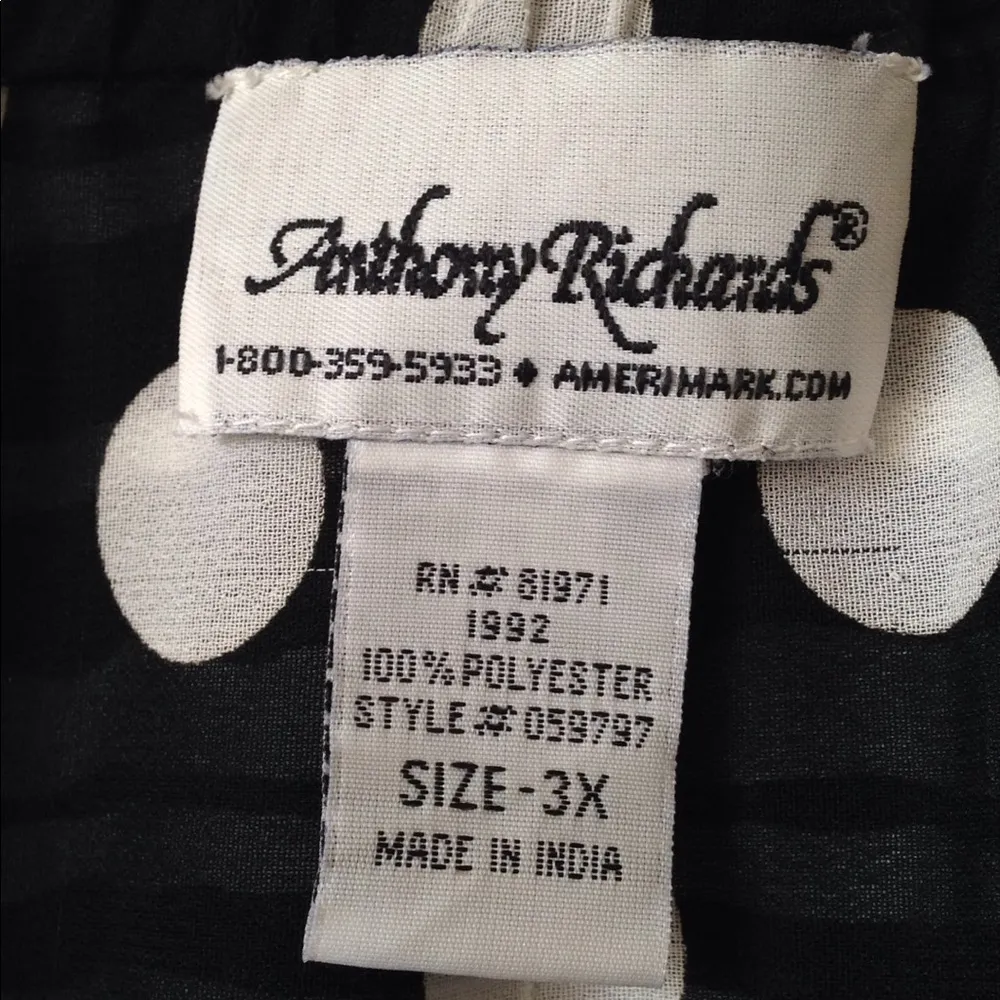 Anthony Richards®
1-800-359-5933 ♦ AMERIMARK.COM
RN # 61971
1992
100% POLYESTER
STYLE # 059797
SIZE-3X
MADE IN INDIA